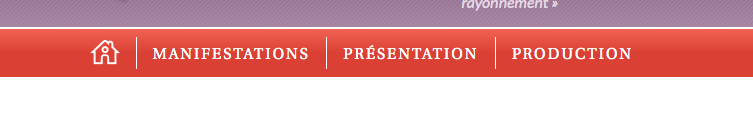 rayonnement »
MANIFESTATIONS PRÉSENTATION PRODUCTION